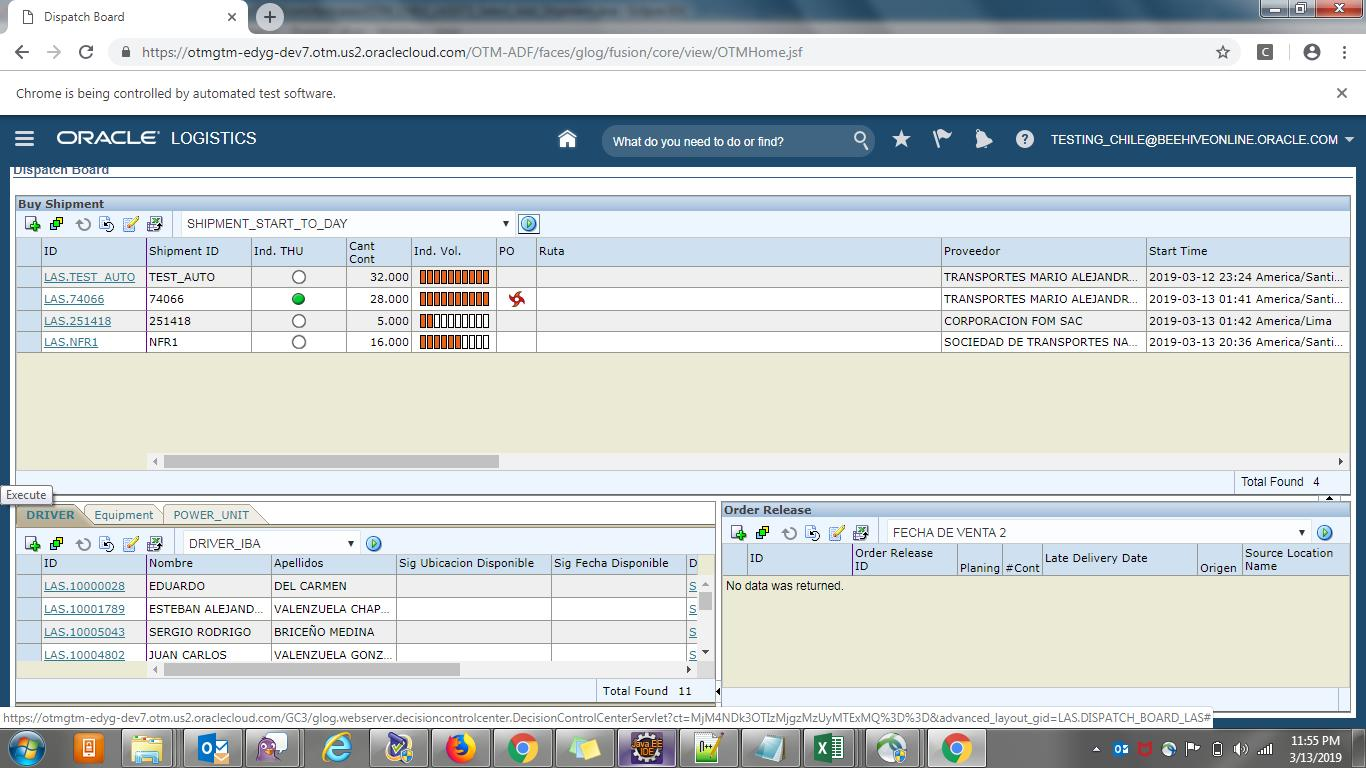 Dispatch Board
https://otmgtm-edyg-dev7.otm.us2.oraclecloud.com/OTM-ADF/faces/glog/fusion/core/view/OTMHome.jsf
Chrome is being controlled by automated test software.
ORACLE LOGISTICS
What do you need to do or find?
TESTING_CHILE@BEEHIVEONLINE.ORACLE.COM
Dispatch Board
Buy Shipment
SHIPMENT_START_TO_DAY
ID Shipment ID Ind. THU Cant Cont Ind. Vol. PO Ruta Proveedor Start Time
LAS.TEST_AUTO TEST_AUTO 32.000 TRANSPORTES MARIO ALEJANDR... 2019-03-12 23:24 America/Santi...
LAS.74066 74066 28.000 TRANSPORTES MARIO ALEJANDR... 2019-03-13 01:41 America/Santi...
LAS.251418 251418 5.000 CORPORACION FOM SAC 2019-03-13 01:42 America/Lima
LAS.NFR1 NFR1 16.000 SOCIEDAD DE TRANSPORTES NA... 2019-03-13 20:36 America/Santi...
Total Found 4
Execute
DRIVER Equipment POWER_UNIT
DRIVER_IBA
ID Nombre Apellidos Sig Ubicacion Disponible Sig Fecha Disponible D
LAS.10000028 EDUARDO DEL CARMEN S
LAS.10001789 ESTEBAN ALEJAND... VALENZUELA CHAP... S
LAS.10005043 SERGIO RODRIGO BRICEÑO MEDINA S
LAS.10004802 JUAN CARLOS VALENZUELA GONZ... S
Total Found 11
Order Release
FECHA DE VENTA 2
ID Order Release ID Planing #Cont Late Delivery Date Origen Source Location Name
No data was returned.
https://otmgtm-edyg-dev7.otm.us2.oraclecloud.com/GC3/glog.webserver.decisioncontrolcenter.DecisionControlCenterServlet?ct=MjM4NDk3OTIzMjgzMzUyMTExMQ%3D%3D&advanced_layout_gid=LAS.DISPATCH_BOARD_LAS#
Java EE
IDE
11:55 PM
3/13/2019